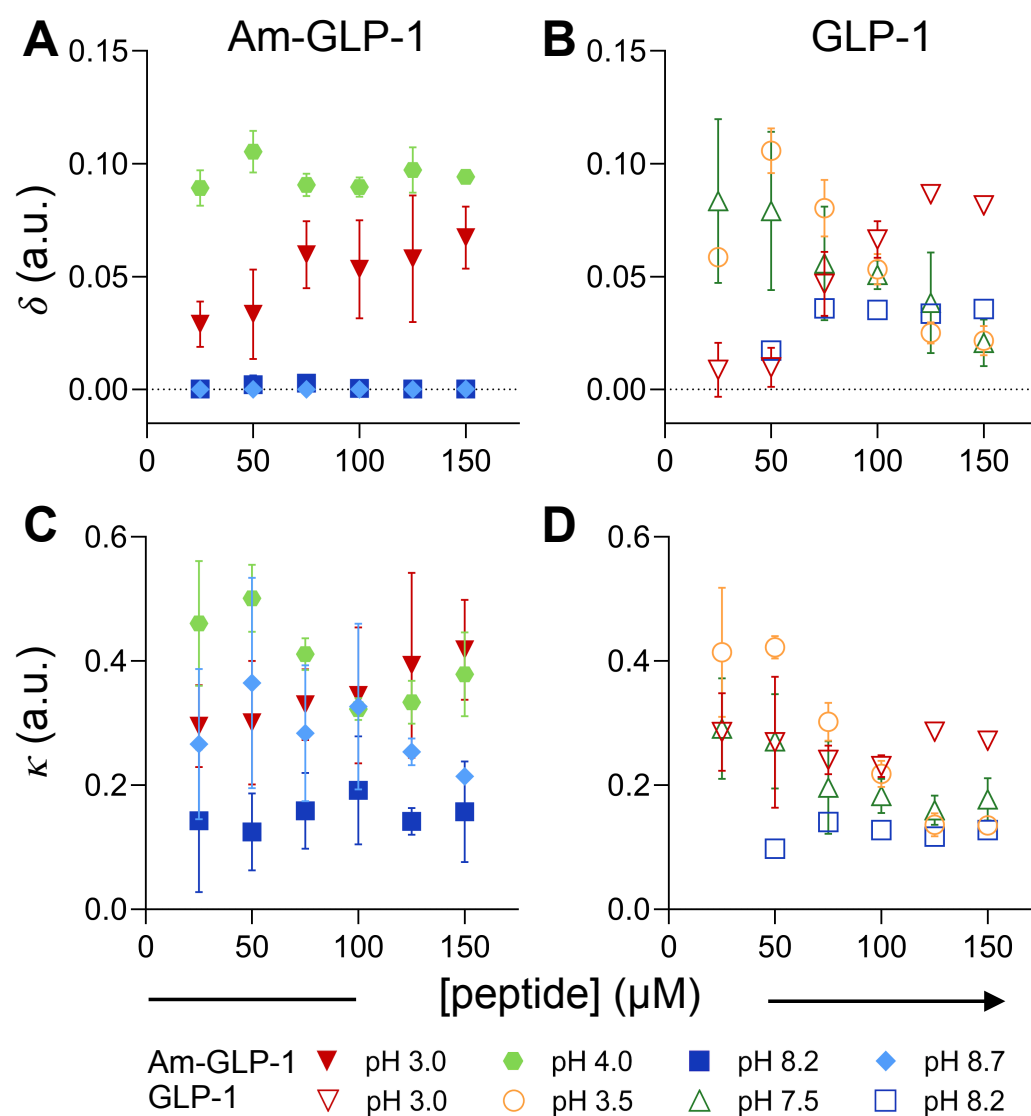 A Am-GLP-1 B GLP-1
0.15 0.15
0.10 0.10
δ (a.u.)
0.05 0.05
0.00 0.00
0 50 100 150 0 50 100 150
C D
0.6 0.6
0.4 0.4
κ (a.u.)
0.2 0.2
0.0 0.0
0 50 100 150 0 50 100 150
[peptide] (µM)
Am-GLP-1 pH 3.0 pH 4.0 pH 8.2 pH 8.7
GLP-1 pH 3.0 pH 3.5 pH 7.5 pH 8.2